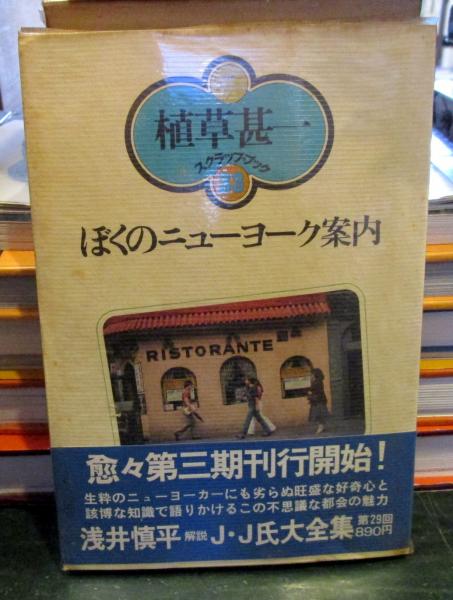 植草甚一
スクラップ・ブック
ぼくのニューヨーク案内
RISTORANTE
愈々第三期刊行開始!
生粋のニューヨーカーにも劣らぬ旺盛な好奇心と
該博な知識で語りかけるこの不思議な都会の魅力
浅井慎平 解説 J・J氏大全集 第29回 890円